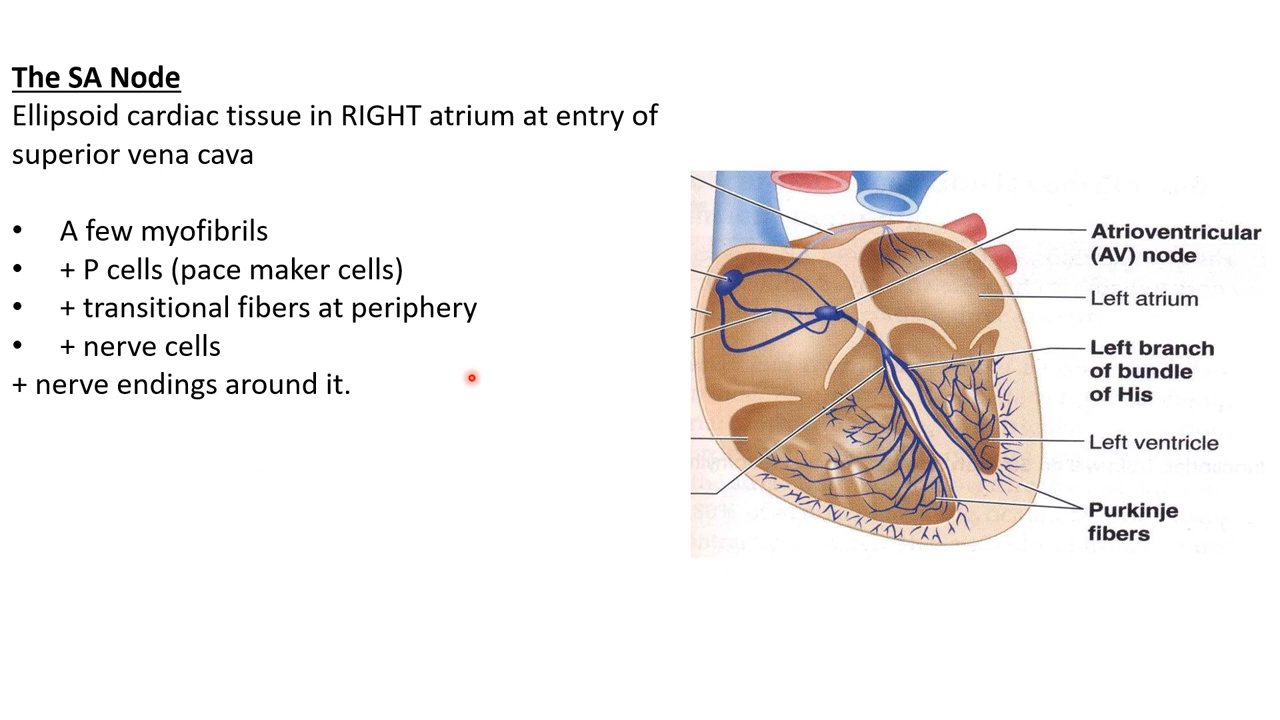 The SA Node
Ellipsoid cardiac tissue in RIGHT atrium at entry of
superior vena cava
• A few myofibrils
• + P cells (pace maker cells)
• + transitional fibers at periphery
• + nerve cells
+ nerve endings around it.
Atrioventricular
(AV) node
Left atrium
Left branch
of bundle
of His
Left ventricle
Purkinje
fibers